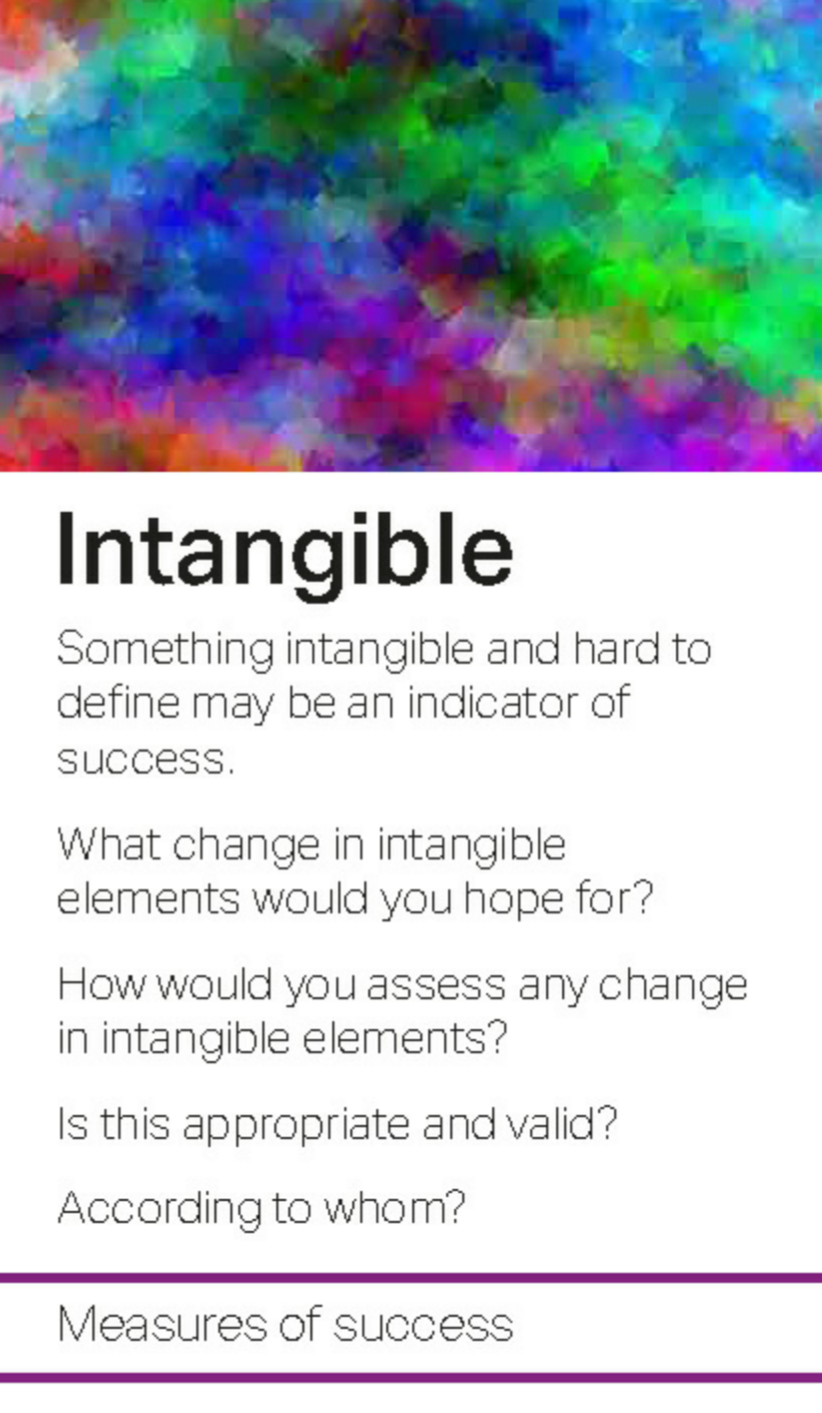 Intangible
Something intangible and hard to
define may be an indicator of
success.
What change in intangible
elements would you hope for?
How would you assess any change
in intangible elements?
Is this appropriate and valid?
According to whom?
Measures of success